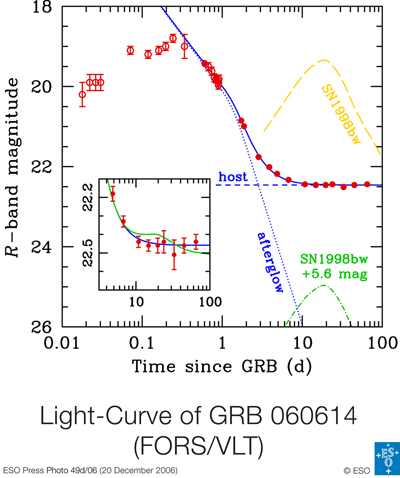 18
20
22
24
26
R-band magnitude
SN1998bw
host
afterglow
SN1998bw
+5.6 mag
22.2
22.5
10
100
0.01
0.1
1
10
100
Time since GRB (d)
Light-Curve of GRB 060614
(FORS/VLT)
ESO Press Photo 49d/06 (20 December 2006)
© ESO
ESO